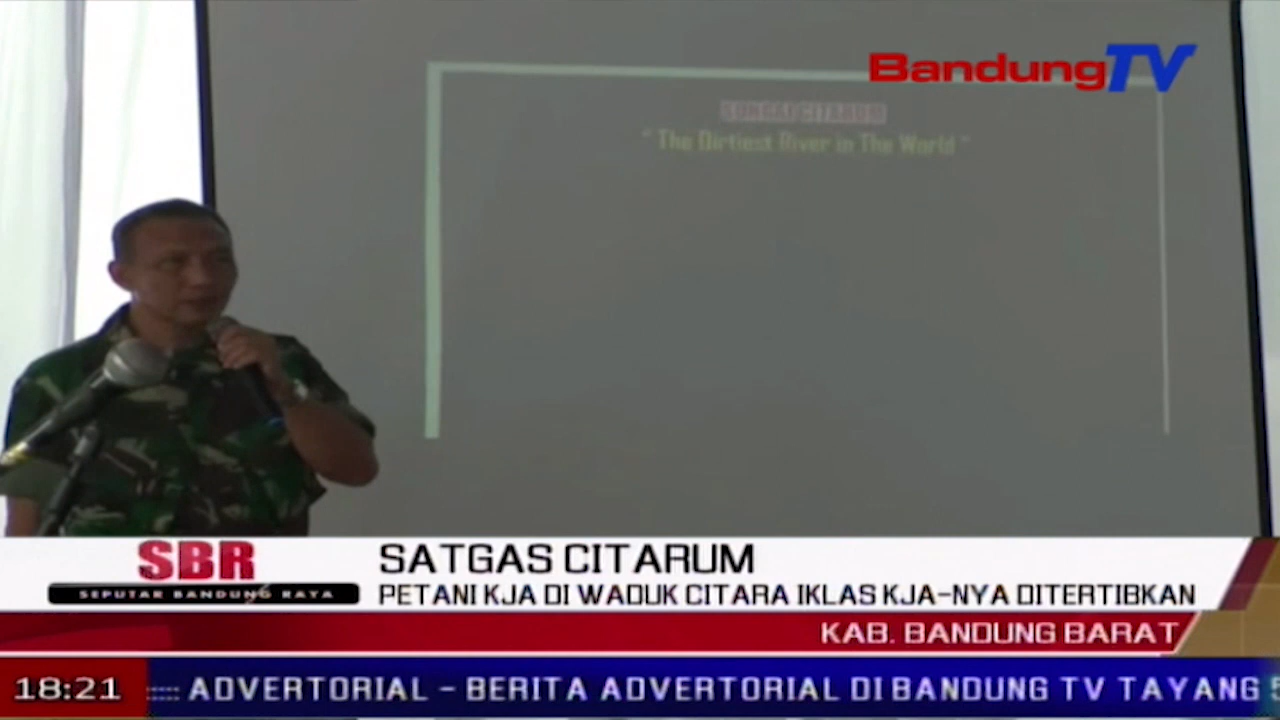 BandungTV
SUNGAI CITARUM
" The Dirtiest River in The World "
SBR
SEPUTAR BANDUNG RAYA
SATGAS CITARUM
PETANI KJA DI WADUK CITARA IKLAS KJA-NYA DITERTIBKAN
KAB. BANDUNG BARAT
18:21
:::: ADVERTORIAL - BERITA ADVERTORIAL DI BANDUNG TV TAYANG 5